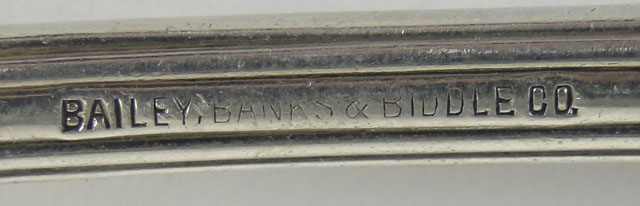 BAILEY, BANKS & BIDDLE CO.